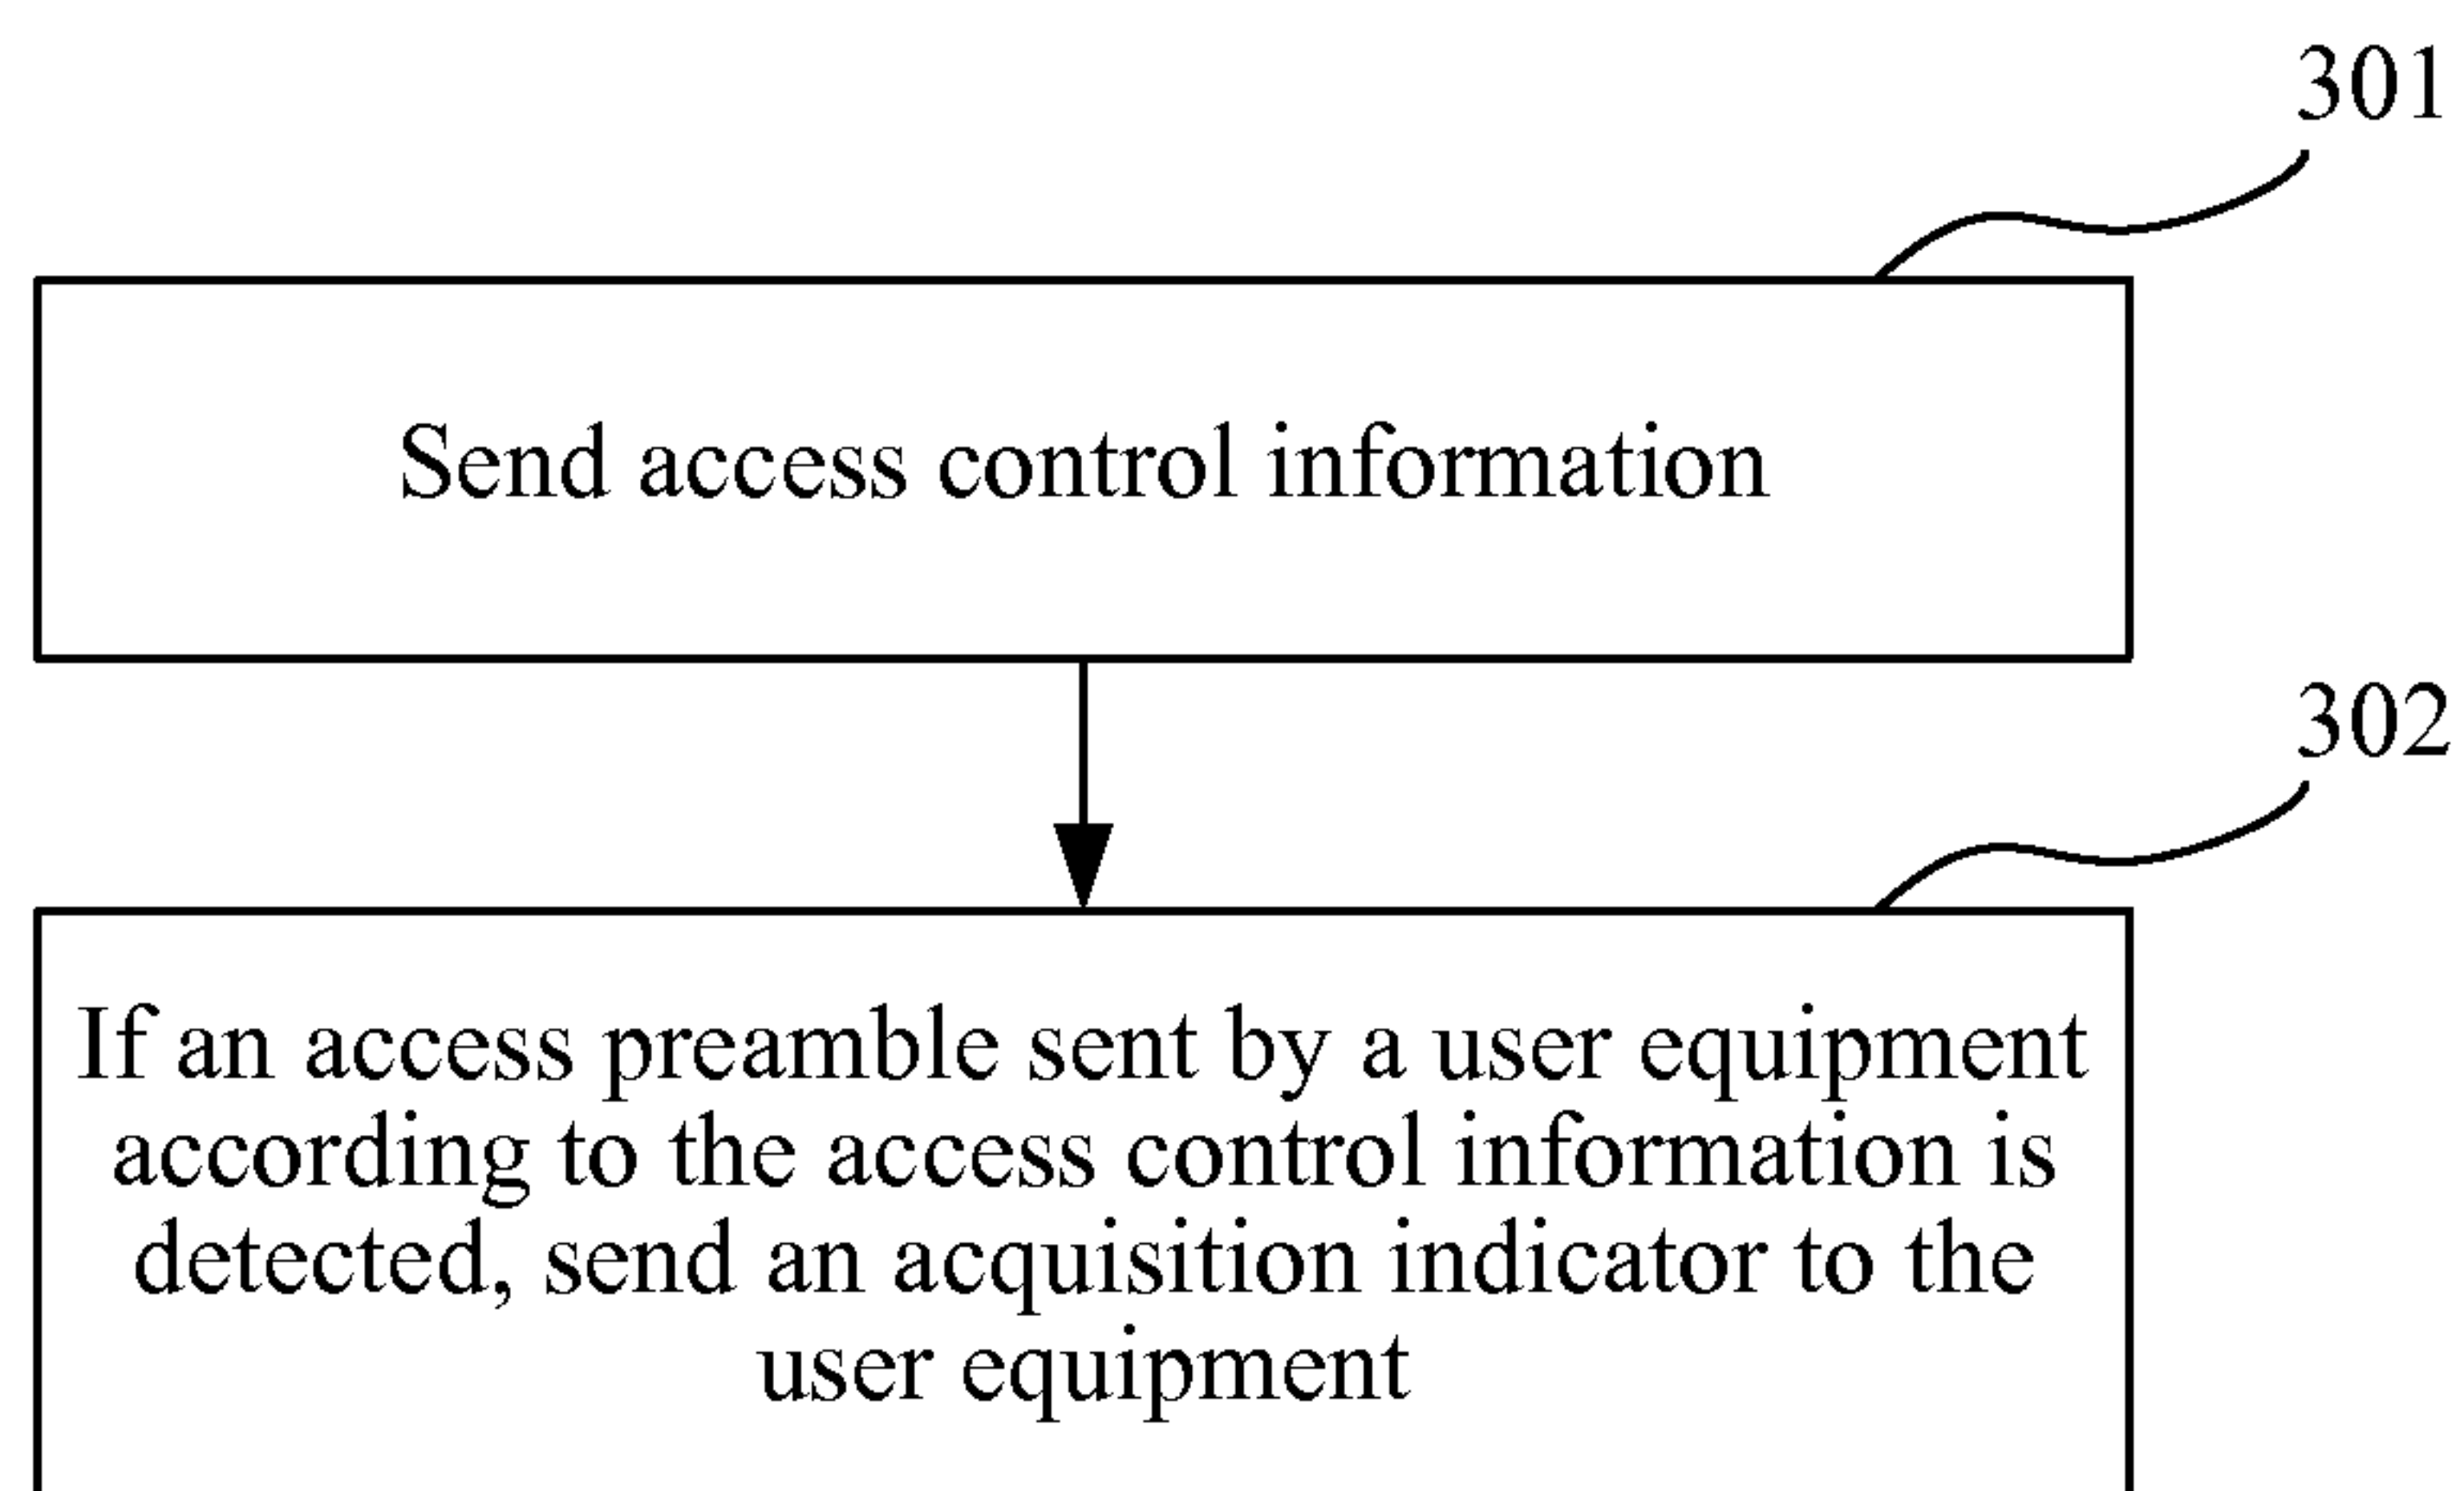 301
Send access control information
302
If an access preamble sent by a user equipment
according to the access control information is
detected, send an acquisition indicator to the
user equipment